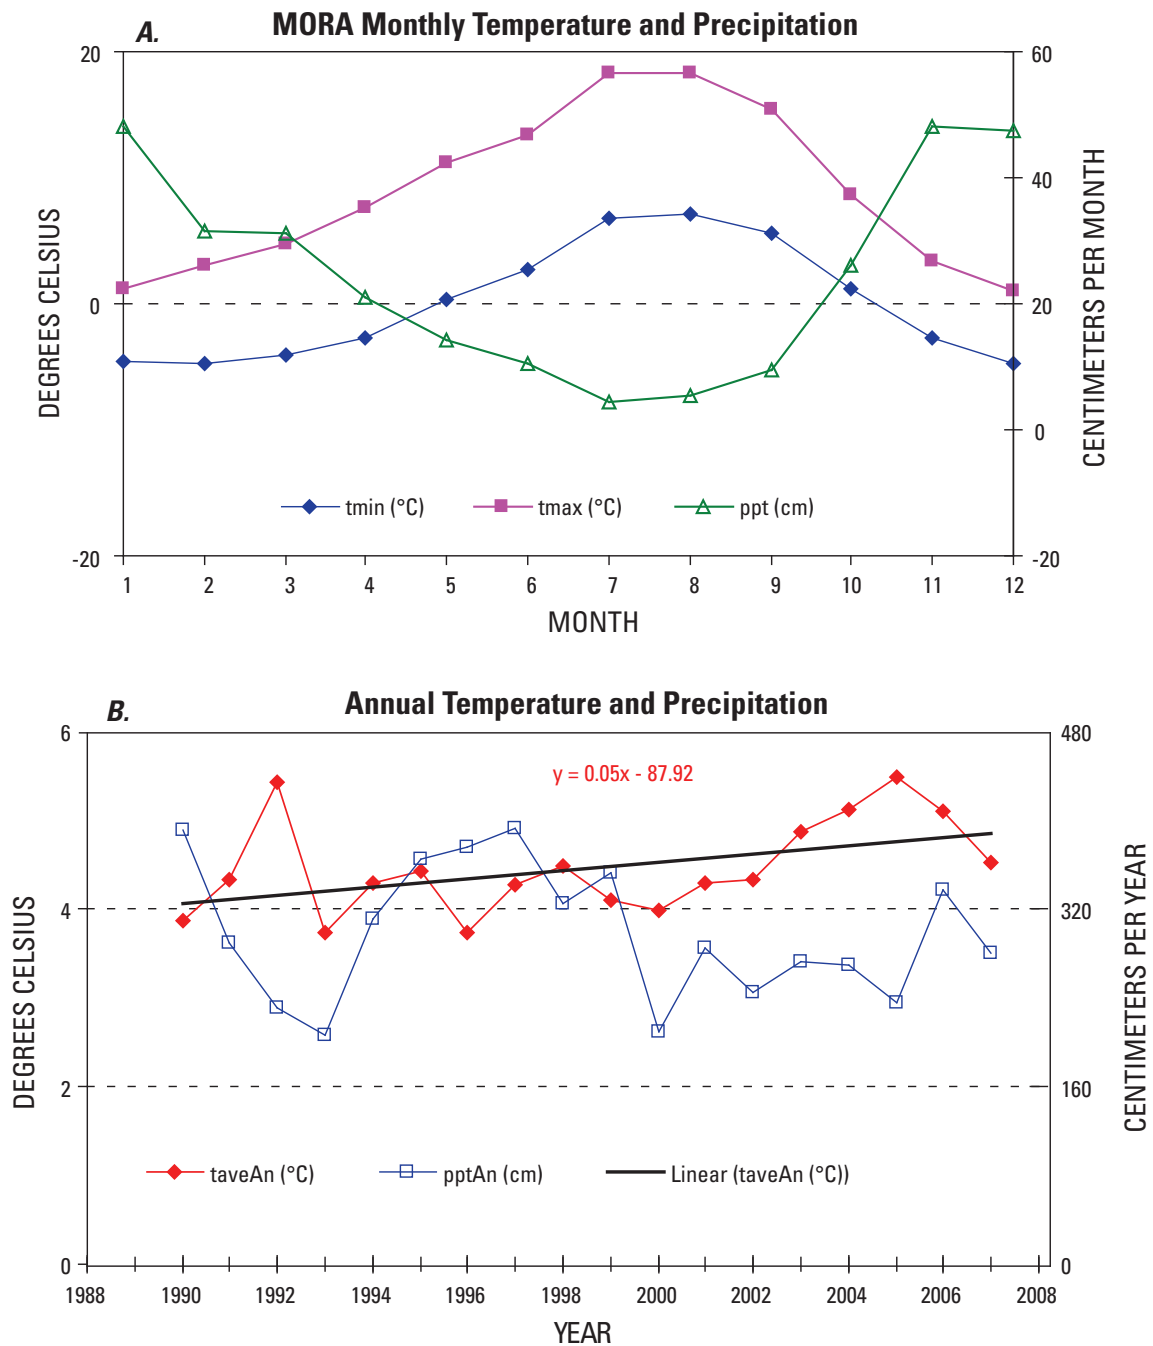 A.
MORA Monthly Temperature and Precipitation
20
0
-20
60
40
20
0
-20
DEGREES CELSIUS
CENTIMETERS PER MONTH
tmin (°C)
tmax (°C)
ppt (cm)
1 2 3 4 5 6 7 8 9 10 11 12
MONTH
B.
Annual Temperature and Precipitation
6
4
2
0
480
320
160
0
y = 0.05x - 87.92
DEGREES CELSIUS
CENTIMETERS PER YEAR
taveAn (°C)
pptAn (cm)
Linear (taveAn (°C))
1988 1990 1992 1994 1996 1998 2000 2002 2004 2006 2008
YEAR